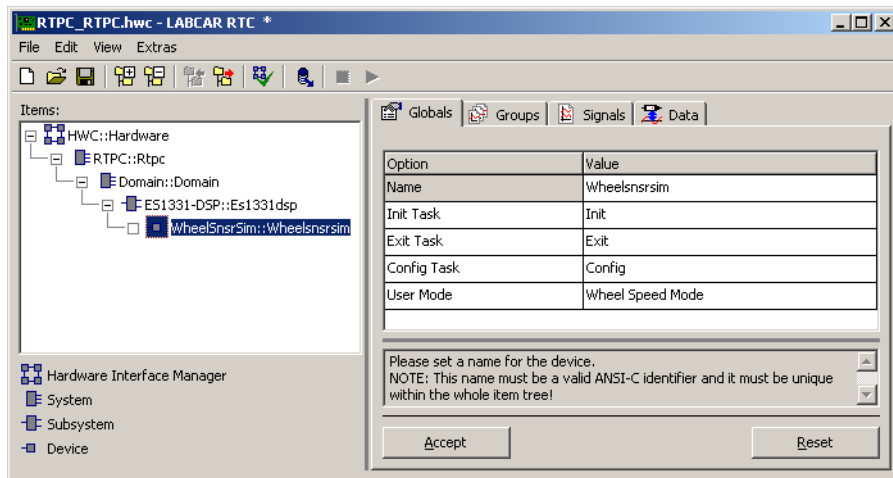 RTPC_RTPC.hwc - LABCAR RTC *
File Edit View Extras
Items:
HWC::Hardware
RTPC::Rtpc
Domain::Domain
ES1331-DSP::Es1331dsp
WheelSnsrSim::Wheelsnsrsim
Hardware Interface Manager
System
Subsystem
Device
Globals Groups Signals Data
Option Value
Name Wheelsnsrsim
Init Task Init
Exit Task Exit
Config Task Config
User Mode Wheel Speed Mode
Please set a name for the device.
NOTE: This name must be a valid ANSI-C identifier and it must be unique
within the whole item tree!
Accept Reset